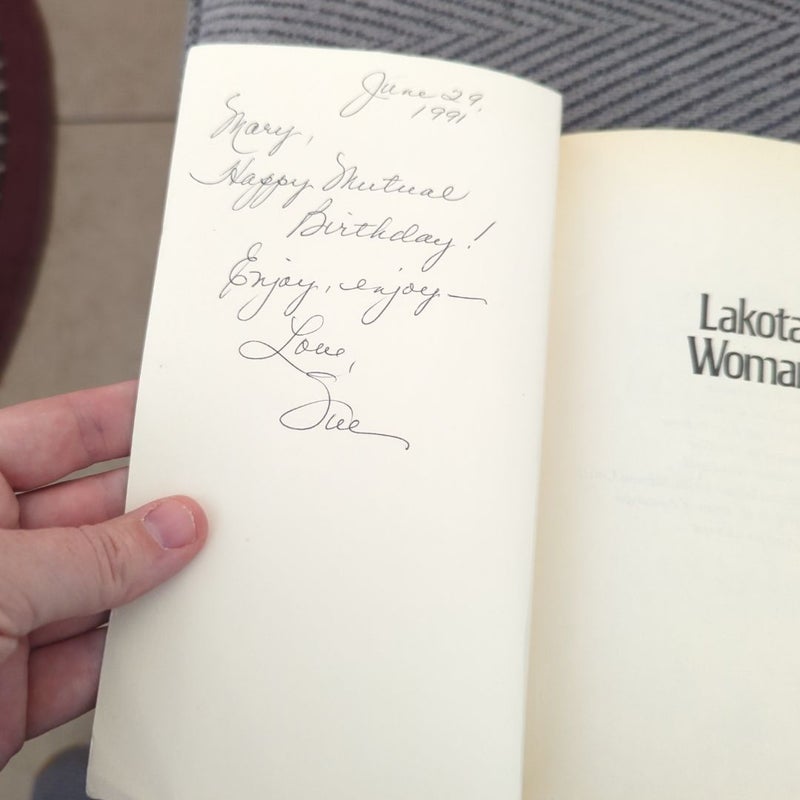 June 29,
1991
Mary,
Happy Mutual
Birthday!
Enjoy, enjoy—
Love,
Sue
Lakota
Woman